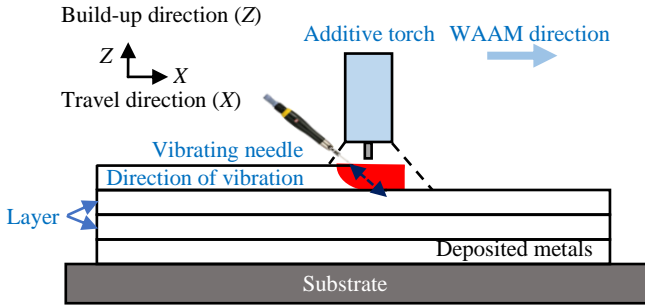 Build-up direction (Z)
Additive torch
WAAM direction
Z
X
Travel direction (X)
Vibrating needle
Direction of vibration
Layer
Deposited metals
Substrate